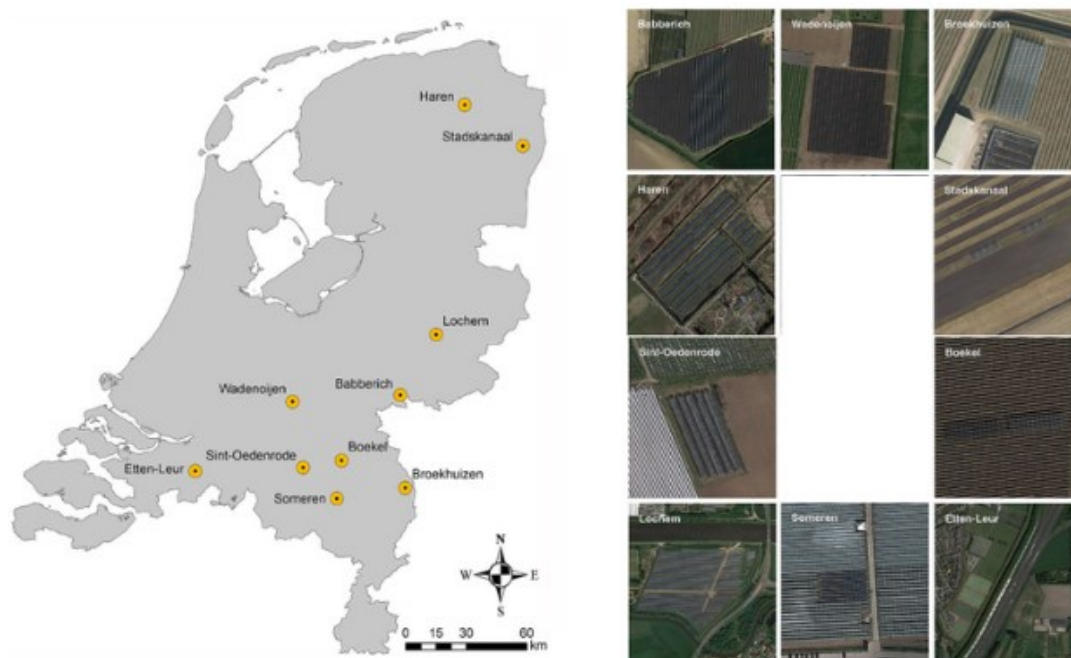 Haren
Stadskanaal
Lochem
Wadenoijen
Babberich
Sint-Oedenrode
Boekel
Etten-Leur
Broekhuizen
Someren
N
W E
S
0 15 30 60
km
Babberich
Wadenoijen
Broekhuizen
Haren
Stadskanaal
Sint-Oedenrode
Boekel
Lochem
Someren
Etten-Leur